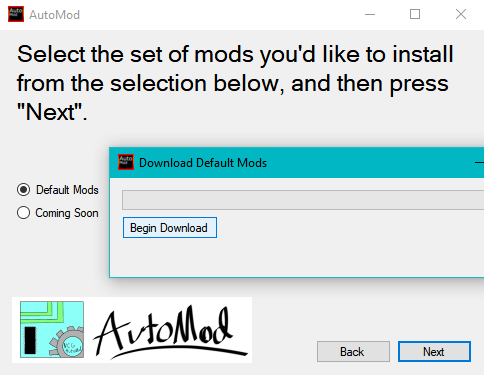 AutoMod
Select the set of mods you'd like to install
from the selection below, and then press
"Next".
Download Default Mods
Default Mods
Begin Download
Coming Soon
AutoMod
Back
Next